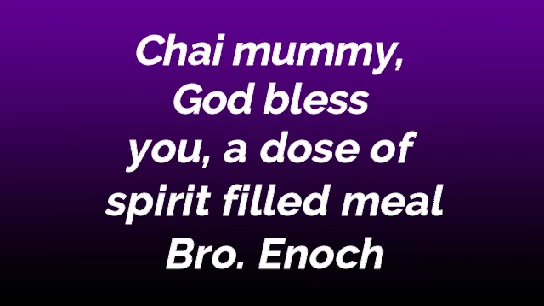 Chai mummy,
God bless
you, a dose of
spirit filled meal
Bro. Enoch